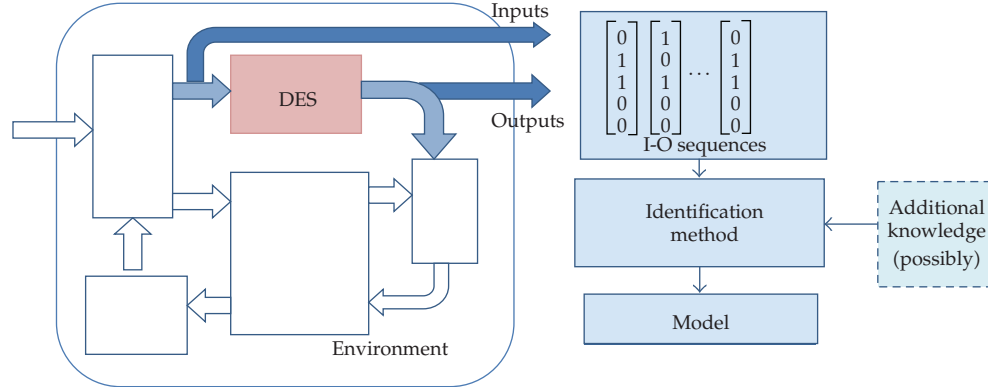 Inputs
DES
Outputs
Environment
0 1 0
1 0 1
1 1 ... 1
0 0 0
0 0 0
I-O sequences
Identification
method
Additional
knowledge
(possibly)
Model